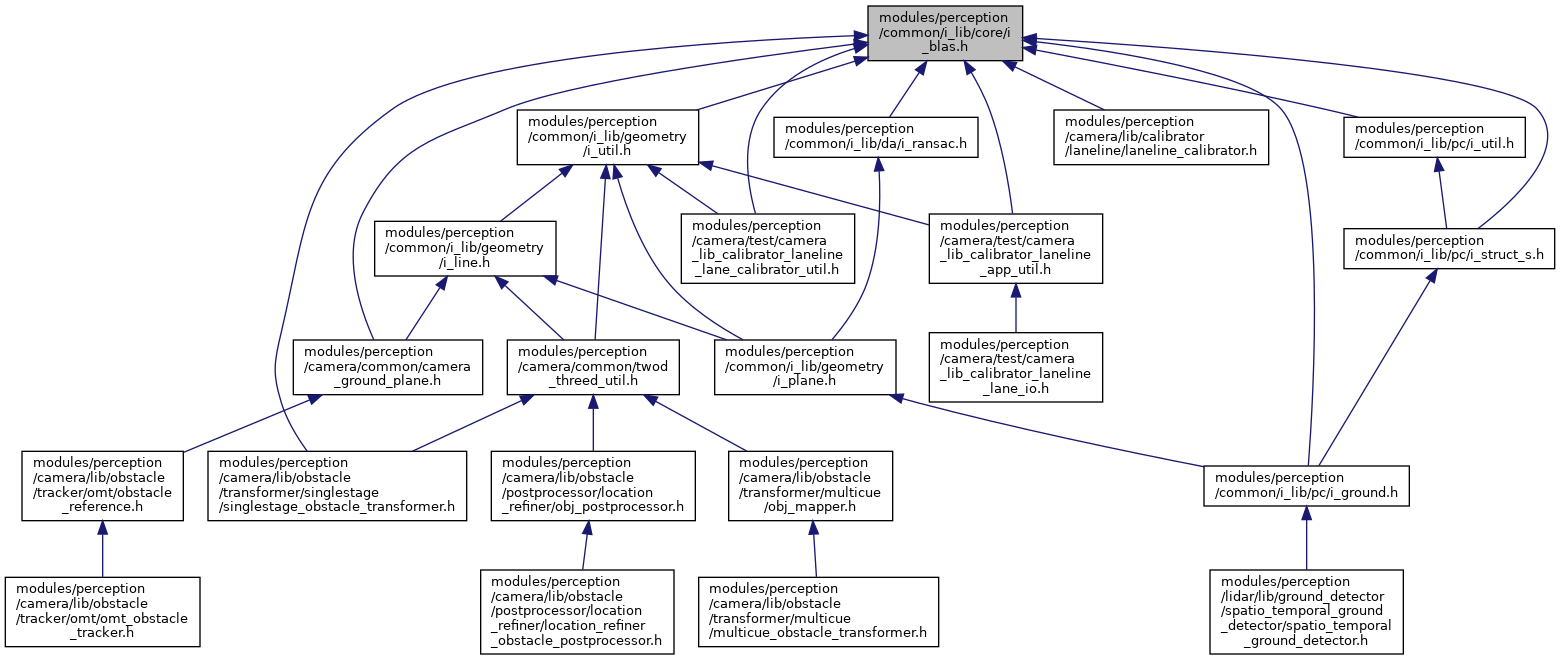 modules/perception
/common/i_lib/core/i
_blas.h
modules/perception
/common/i_lib/geometry
/i_util.h
modules/perception
/common/i_lib/da/i_ransac.h
modules/perception
/camera/lib/calibrator
/laneline/laneline_calibrator.h
modules/perception
/common/i_lib/pc/i_util.h
modules/perception
/common/i_lib/geometry
/i_line.h
modules/perception
/camera/test/camera
_lib_calibrator_laneline
_lane_calibrator_util.h
modules/perception
/camera/test/camera
_lib_calibrator_laneline
_app_util.h
modules/perception
/common/i_lib/pc/i_struct_s.h
modules/perception
/camera/common/camera
_ground_plane.h
modules/perception
/camera/common/twod
_threed_util.h
modules/perception
/common/i_lib/geometry
/i_plane.h
modules/perception
/camera/test/camera
_lib_calibrator_laneline
_lane_io.h
modules/perception
/camera/lib/obstacle
/tracker/omt/obstacle
_reference.h
modules/perception
/camera/lib/obstacle
/transformer/singlestage
/singlestage_obstacle_transformer.h
modules/perception
/camera/lib/obstacle
/postprocessor/location
_refiner/obj_postprocessor.h
modules/perception
/camera/lib/obstacle
/transformer/multicue
/obj_mapper.h
modules/perception
/common/i_lib/pc/i_ground.h
modules/perception
/camera/lib/obstacle
/tracker/omt/omt_obstacle
_tracker.h
modules/perception
/camera/lib/obstacle
/postprocessor/location
_refiner/location_refiner
_obstacle_postprocessor.h
modules/perception
/camera/lib/obstacle
/transformer/multicue
/multicue_obstacle_transformer.h
modules/perception
/lidar/lib/ground_detector
/spatio_temporal_ground
_detector/spatio_temporal
_ground_detector.h